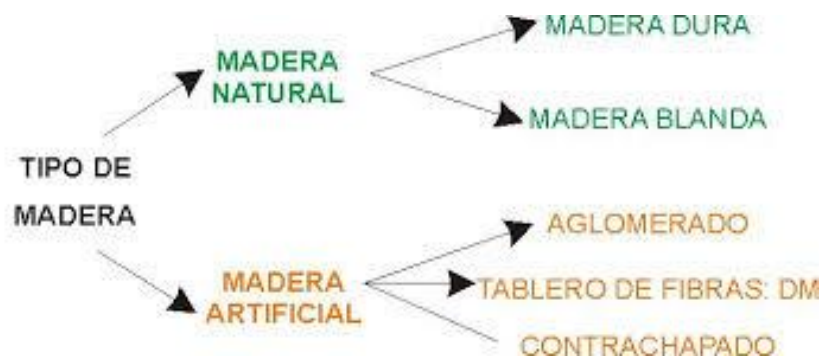 TIPO DE
MADERA
MADERA
NATURAL
MADERA DURA
MADERA BLANDA
MADERA
ARTIFICIAL
AGLOMERADO
TABLERO DE FIBRAS: DM
CONTRACHAPADO